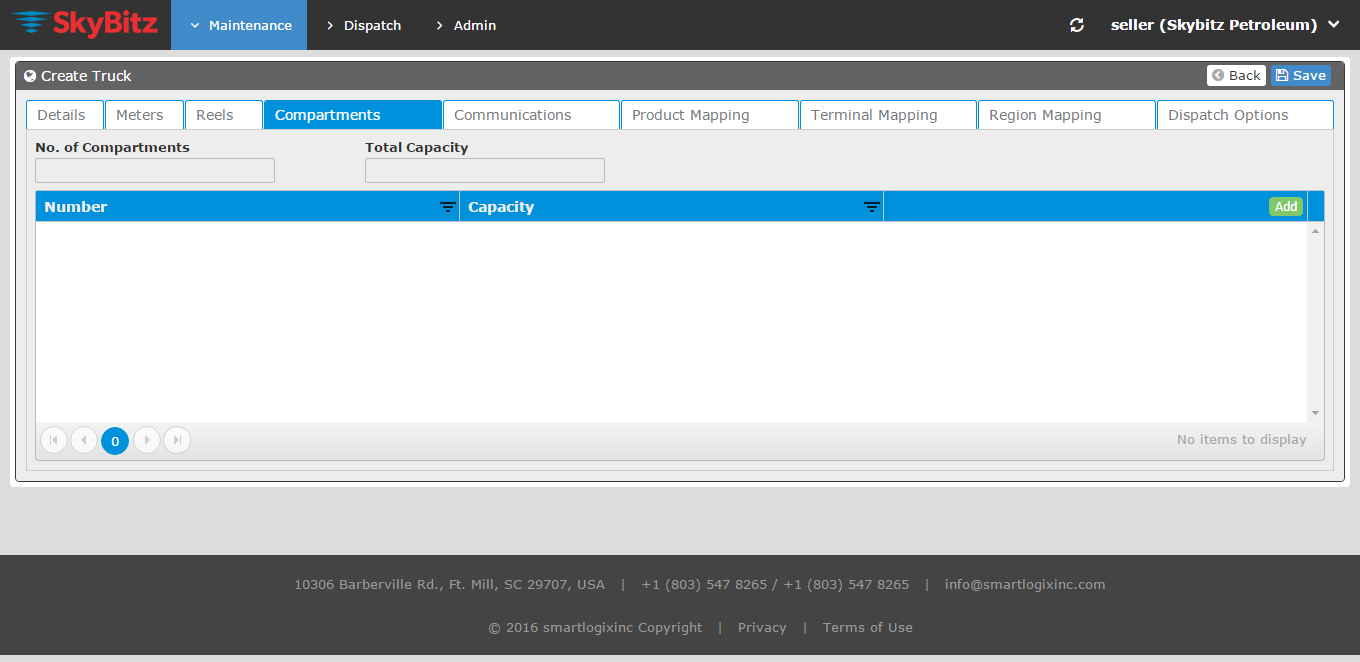 SkyBitz Maintenance Dispatch Admin seller (Skybitz Petroleum)
Create Truck Back Save
Details Meters Reels Compartments Communications Product Mapping Terminal Mapping Region Mapping Dispatch Options
No. of Compartments Total Capacity
Number Capacity Add
0 No items to display
10306 Barberville Rd., Ft. Mill, SC 29707, USA | +1 (803) 547 8265 / +1 (803) 547 8265 | info@smartlogixinc.com
© 2016 smartlogixinc Copyright | Privacy | Terms of Use